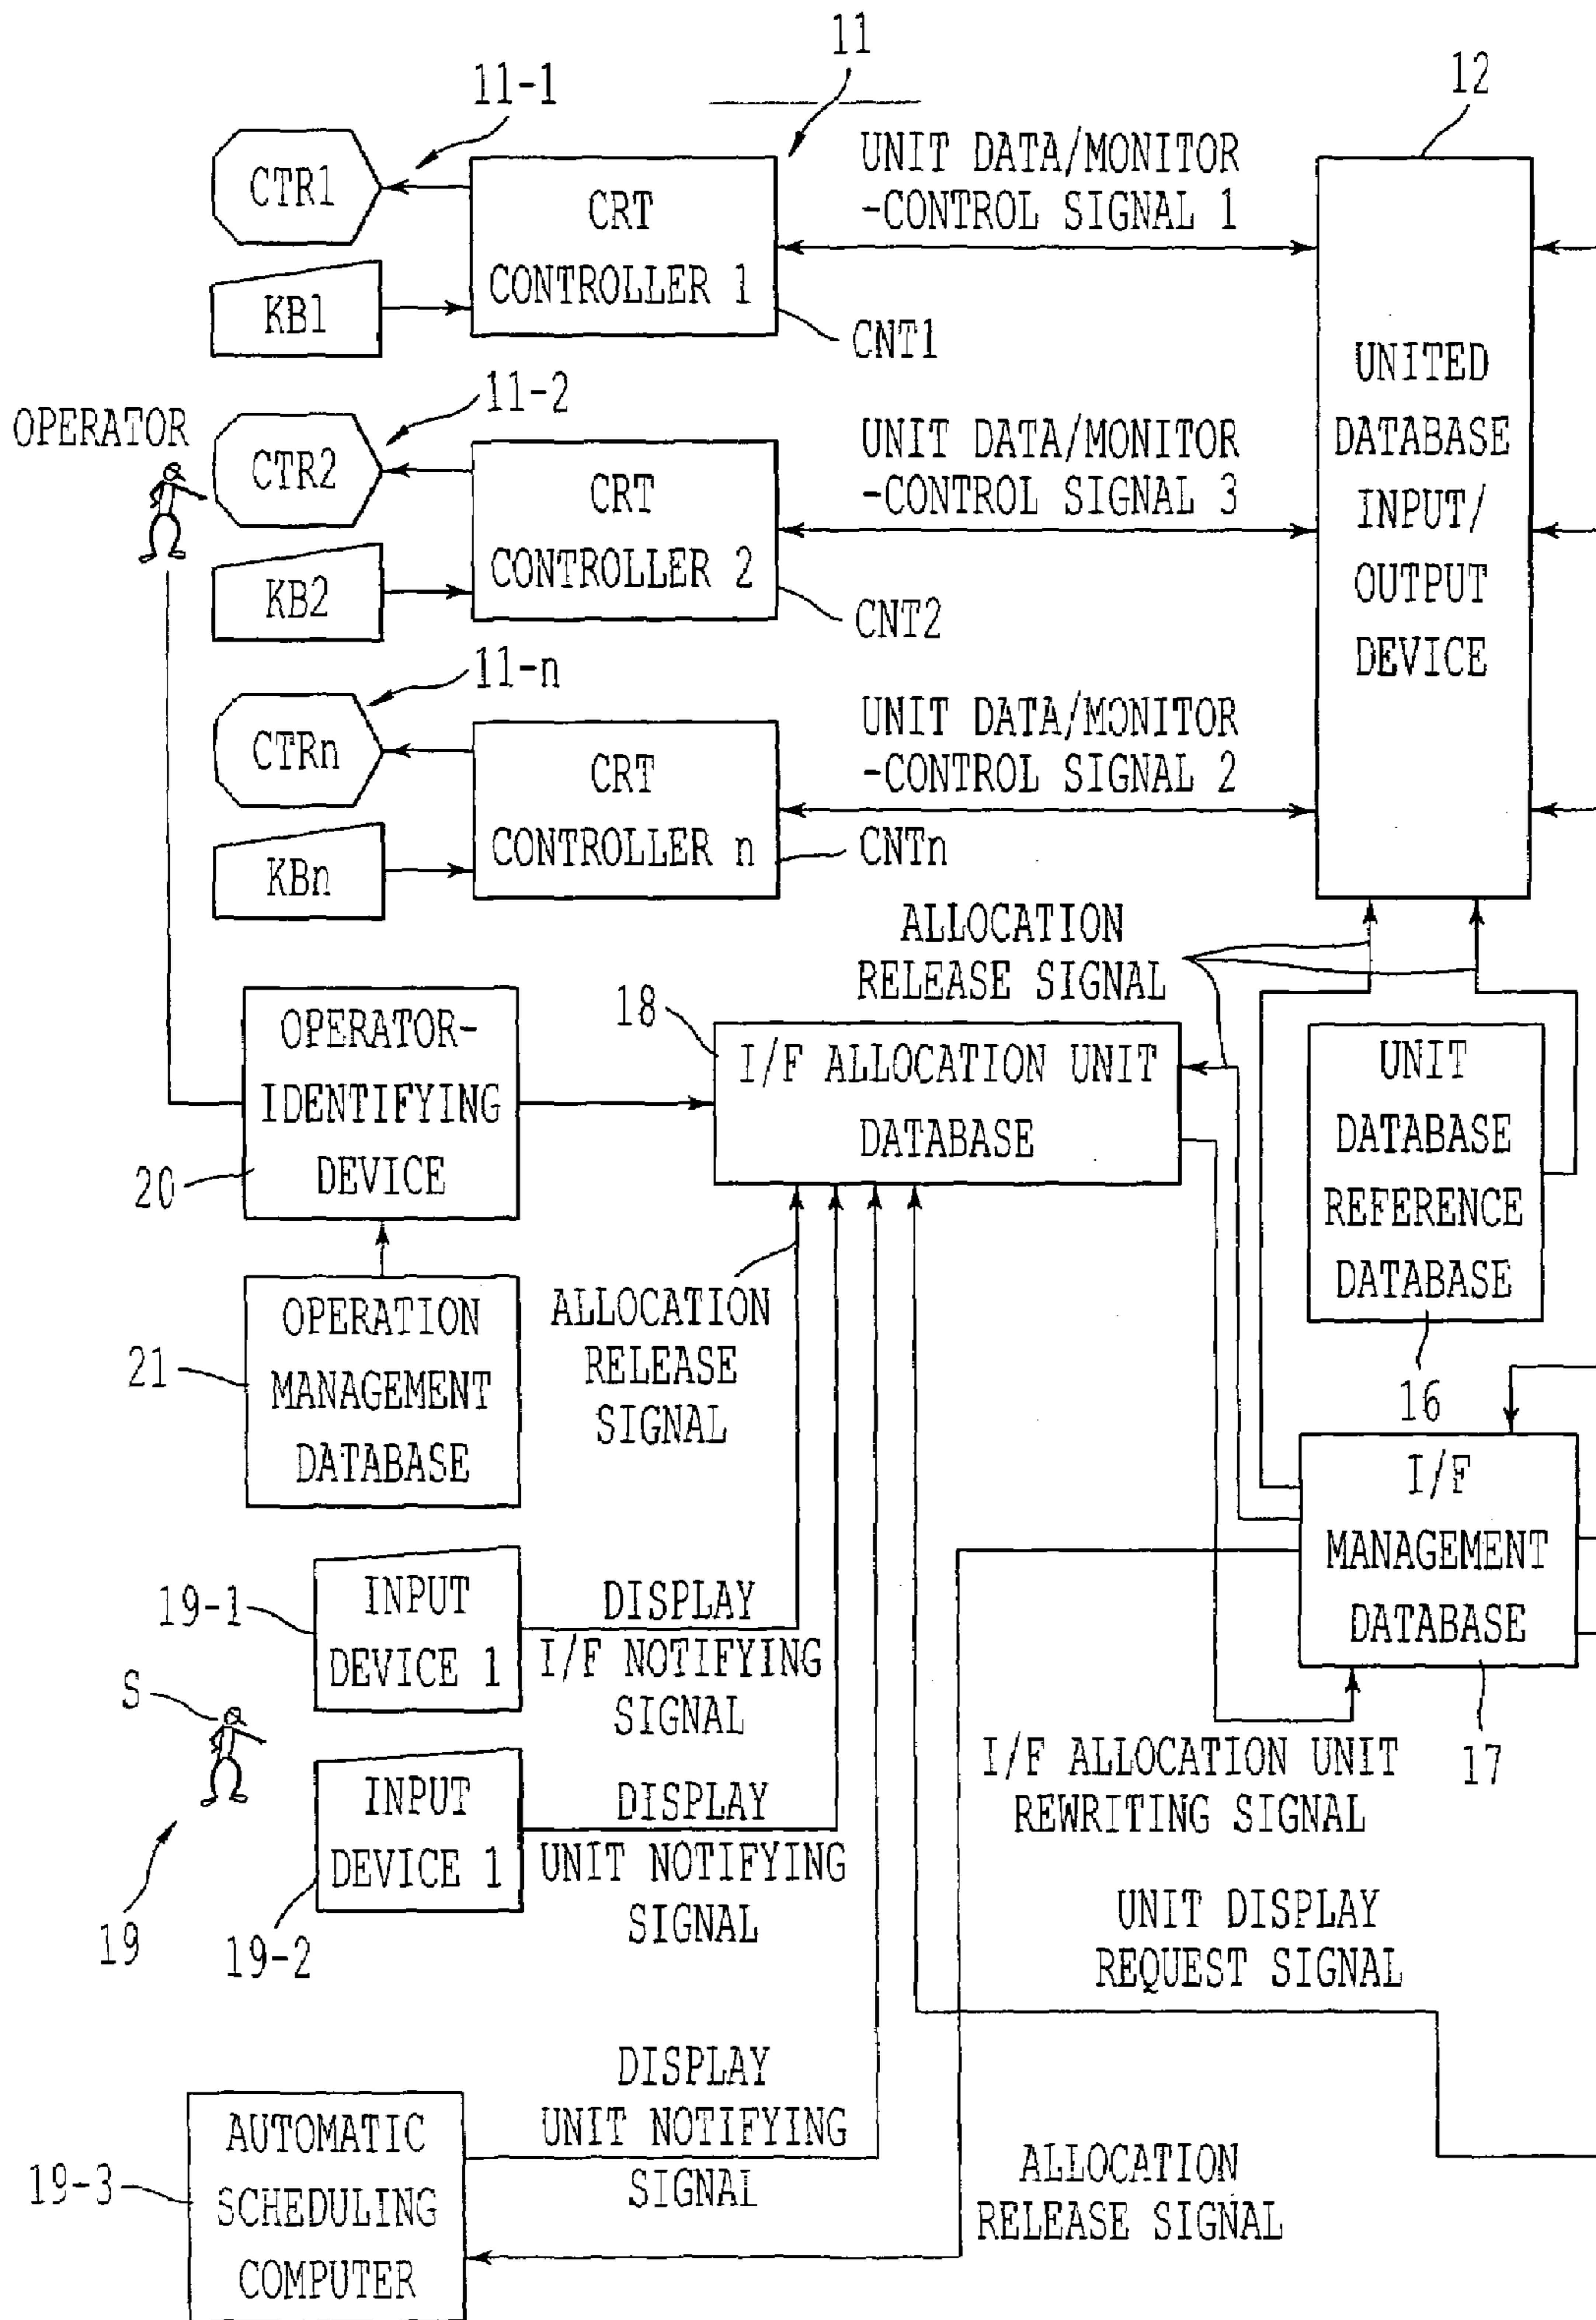 11
11-1
12
CTR1
CRT
CONTROLLER 1
UNIT DATA/MONITOR
-CONTROL SIGNAL 1
KB1
CNT1
UNITED
DATABASE
INPUT/
OUTPUT
DEVICE
OPERATOR
11-2
CTR2
CRT
CONTROLLER 2
UNIT DATA/MONITOR
-CONTROL SIGNAL 3
KB2
CNT2
11-n
CTRn
CRT
CONTROLLER n
UNIT DATA/MONITOR
-CONTROL SIGNAL 2
KBn
CNTn
ALLOCATION
RELEASE SIGNAL
OPERATOR-
IDENTIFYING
DEVICE
20
18
I/F ALLOCATION UNIT
DATABASE
UNIT
DATABASE
REFERENCE
DATABASE
16
OPERATION
MANAGEMENT
DATABASE
21
ALLOCATION
RELEASE
SIGNAL
I/F
MANAGEMENT
DATABASE
17
19-1
INPUT
DEVICE 1
DISPLAY
I/F NOTIFYING
SIGNAL
S
I/F ALLOCATION UNIT
REWRITING SIGNAL
INPUT
DEVICE 1
DISPLAY
UNIT NOTIFYING
SIGNAL
19
19-2
UNIT DISPLAY
REQUEST SIGNAL
DISPLAY
UNIT NOTIFYING
SIGNAL
AUTOMATIC
SCHEDULING
COMPUTER
19-3
ALLOCATION
RELEASE SIGNAL